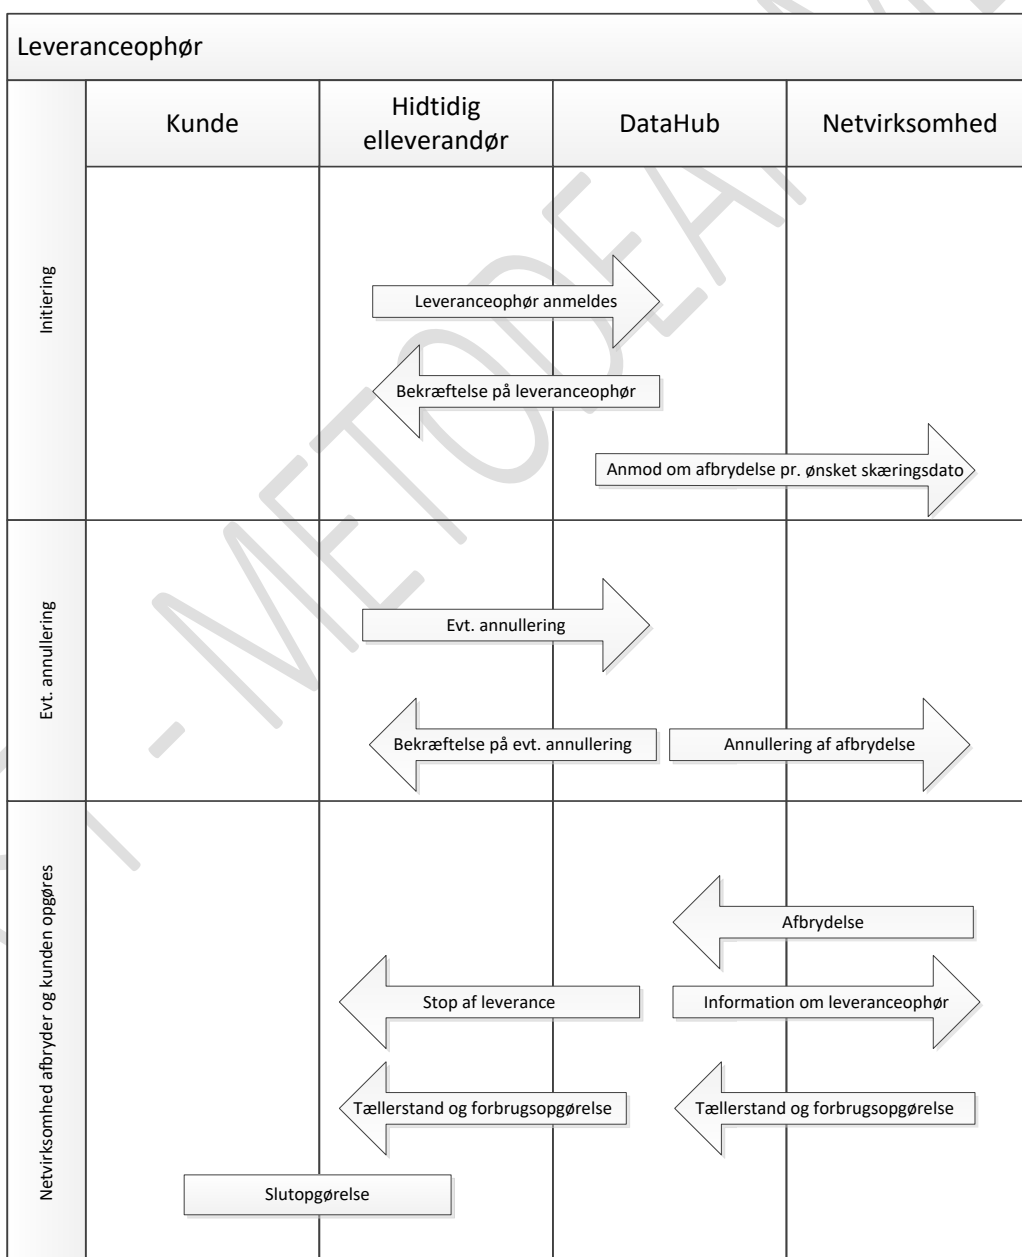 Leveranceophør
Kunde
Hidtidig
elleverandør
DataHub
Netvirksomhed
Initiering
Leveranceophør anmeldes
Bekræftelse på leveranceophør
Anmod om afbrydelse pr. ønsket skæringsdato
Evt. annullering
Evt. annullering
Bekræftelse på evt. annullering
Annullering af afbrydelse
Netvirksomhed afbryder og kunden opgøres
Afbrydelse
Stop af leverance
Information om leveranceophør
Tællerstand og forbrugsopgørelse
Tællerstand og forbrugsopgørelse
Slutopgørelse